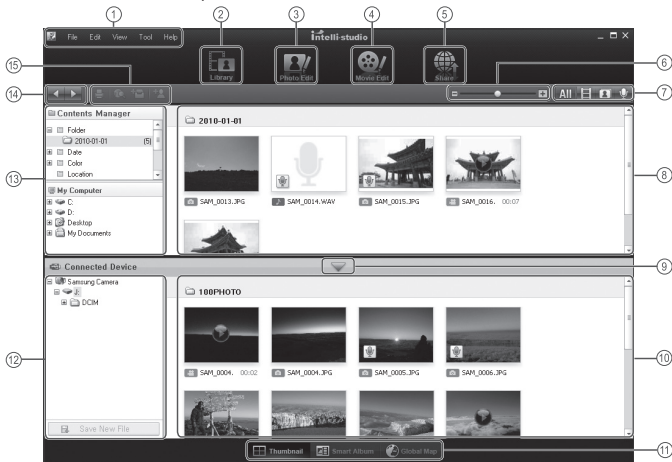 1
2
3
4
5
File Edit View Tool Help
intelli-studio
Library
Photo Edit
Movie Edit
Share
6
15
14
All
7
Contents Manager
Folder
2010-01-01 (5)
Date
Color
Location
13
My Computer
C:
D:
Desktop
My Documents
2010-01-01
SAM_0013.JPG
SAM_0014.WAV
SAM_0015.JPG
SAM_0016. 00:07
8
Connected Device
9
Samsung Camera
J:
DCIM
12
Save New File
100PHOTO
SAM_0004. 00:02
SAM_0004.JPG
SAM_0005.JPG
SAM_0006.JPG
10
Thumbnail
Smart Album
Global Map
11